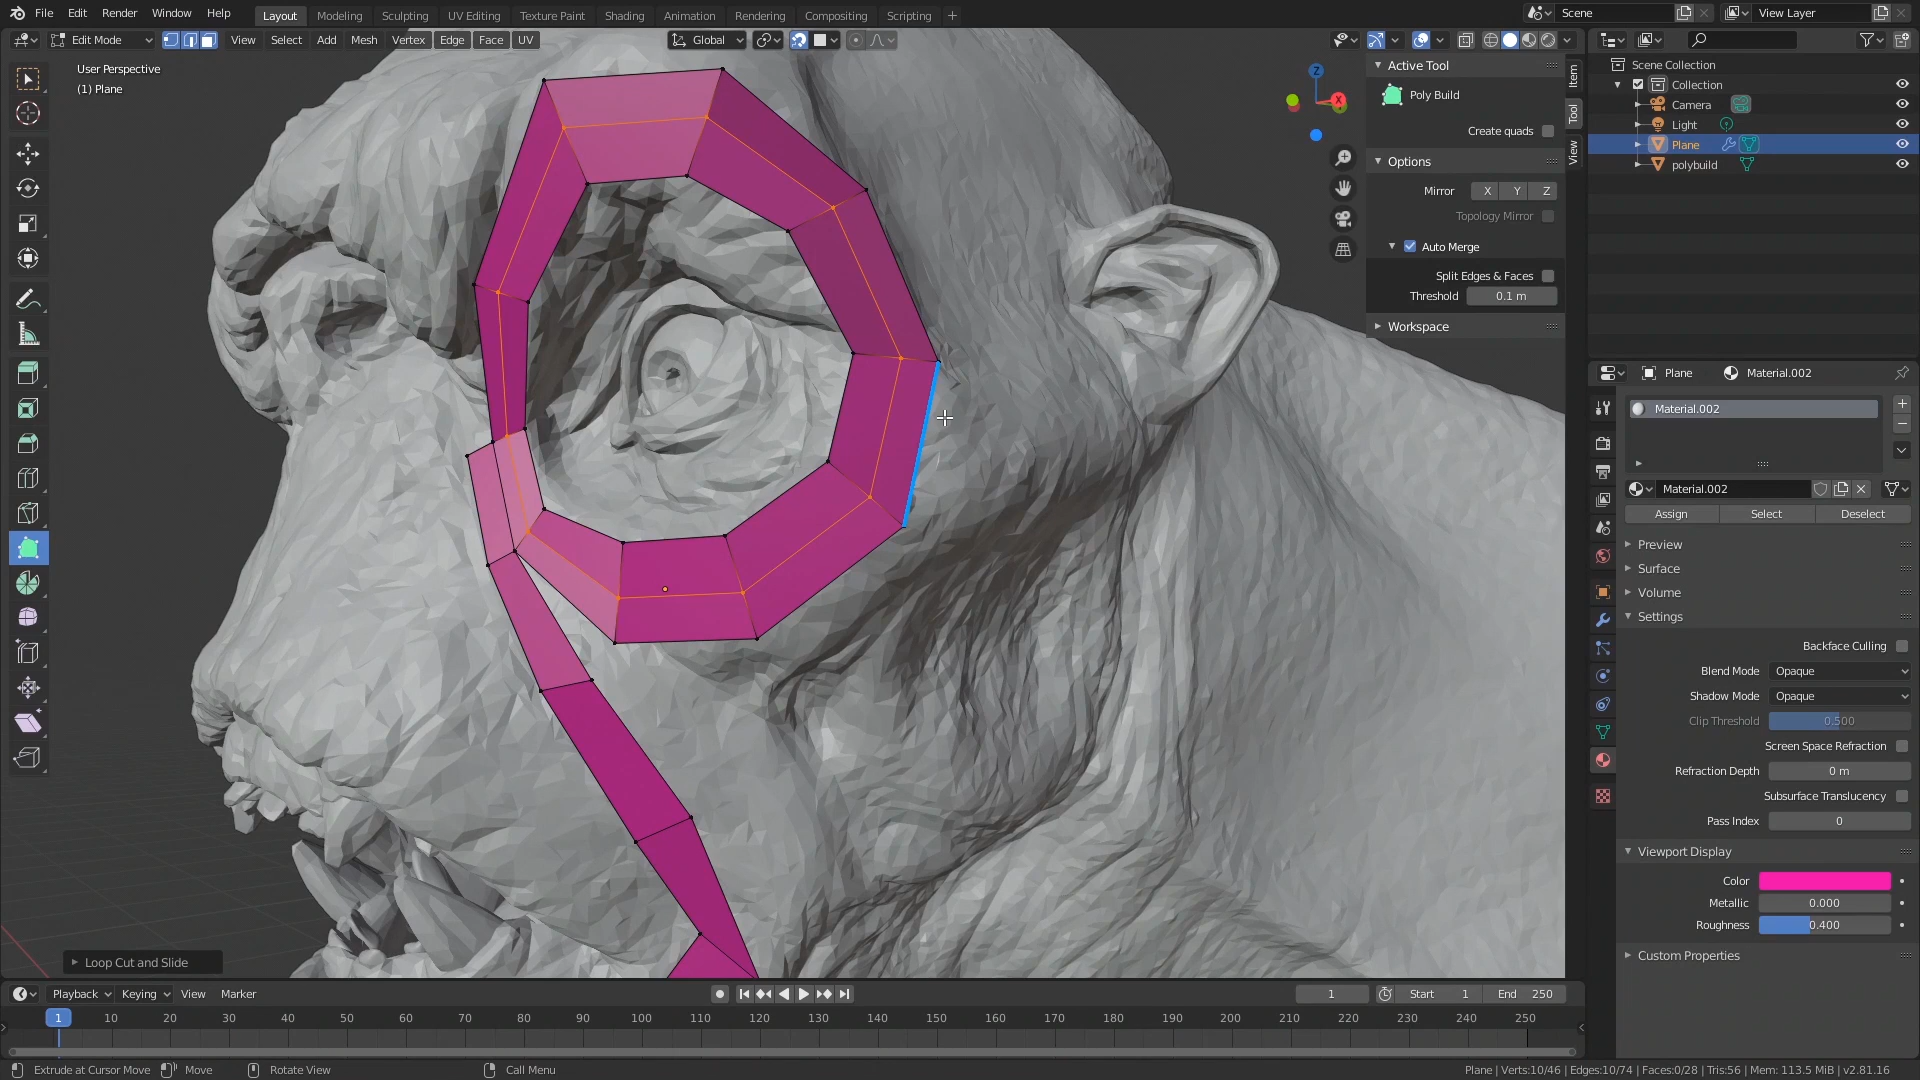 File Edit Render Window Help Layout Modeling Sculpting UV Editing Texture Paint Shading Animation Rendering Compositing Scripting + Scene View Layer
Edit Mode View Select Add Mesh Vertex Edge Face UV Global
User Perspective
(1) Plane
Z
X
Active Tool
Poly Build
Create quads
Options
Mirror X Y Z
Topology Mirror
Auto Merge
Split Edges & Faces
Threshold 0.1 m
Workspace
Item
Tool
View
Scene Collection
Collection
Camera
Light
Plane
polybuild
Plane Material.002
Material.002
Material.002
Assign Select Deselect
Preview
Surface
Volume
Settings
Backface Culling
Blend Mode Opaque
Shadow Mode Opaque
Clip Threshold 0.500
Screen Space Refraction
Refraction Depth 0 m
Subsurface Translucency
Pass Index 0
Viewport Display
Color
Metallic 0.000
Roughness 0.400
Custom Properties
Loop Cut and Slide
Playback Keying View Marker 1 Start 1 End 250
1 10 20 30 40 50 60 70 80 90 100 110 120 130 140 150 160 170 180 190 200 210 220 230 240 250
Extrude at Cursor Move Move Rotate View Call Menu Plane | Verts:10/46 | Edges:10/74 | Faces:0/28 | Tris:56 | Mem: 113.5 MiB | v2.81.16